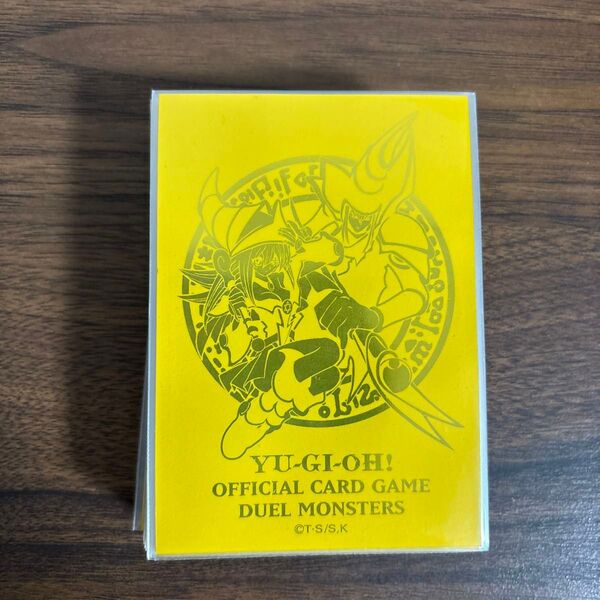 YU-GI-OH!
OFFICIAL CARD GAME
DUEL MONSTERS
©T·S/S,K